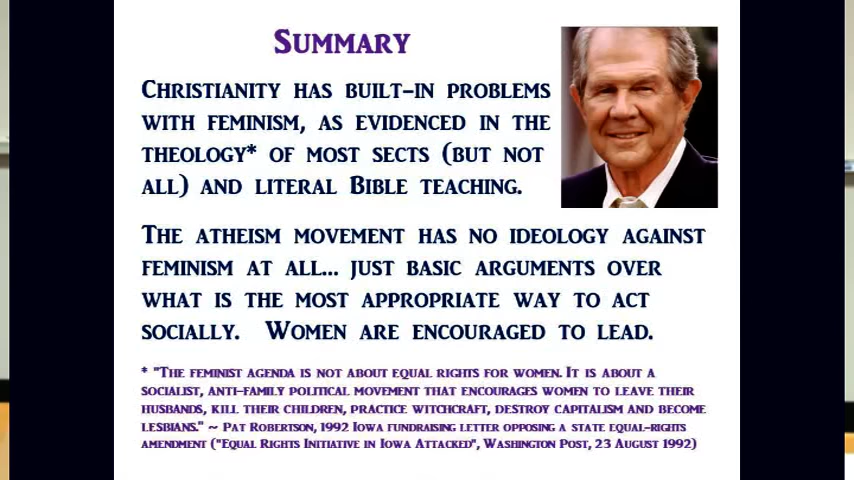 Summary
Christianity has built-in problems
with feminism, as evidenced in the
theology* of most sects (but not
all) and literal Bible teaching.
The atheism movement has no ideology against
feminism at all... just basic arguments over
what is the most appropriate way to act
socially. Women are encouraged to lead.
* "The feminist agenda is not about equal rights for women. It is about a
socialist, anti-family political movement that encourages women to leave their
husbands, kill their children, practice witchcraft, destroy capitalism and become
lesbians." ~ Pat Robertson, 1992 Iowa fundraising letter opposing a state equal-rights
amendment ("Equal Rights Initiative in Iowa Attacked", Washington Post, 23 August 1992)